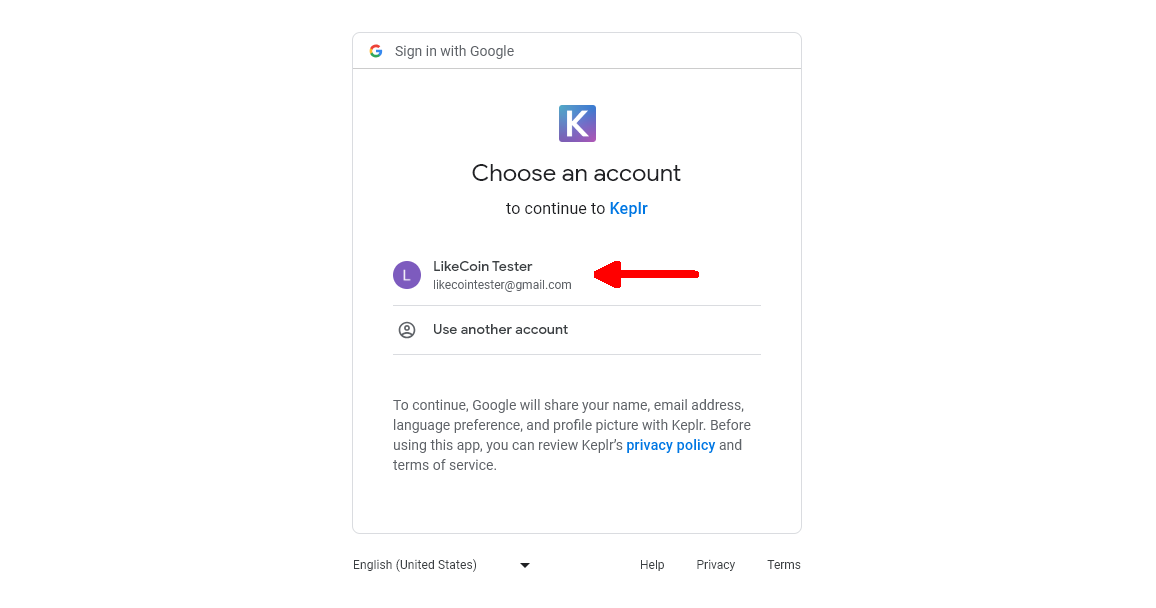 Sign in with Google
K
Choose an account
to continue to Keplr
L
LikeCoin Tester
likecointester@gmail.com
Use another account
To continue, Google will share your name, email address,
language preference, and profile picture with Keplr. Before
using this app, you can review Keplr’s privacy policy and
terms of service.
English (United States)
Help Privacy Terms